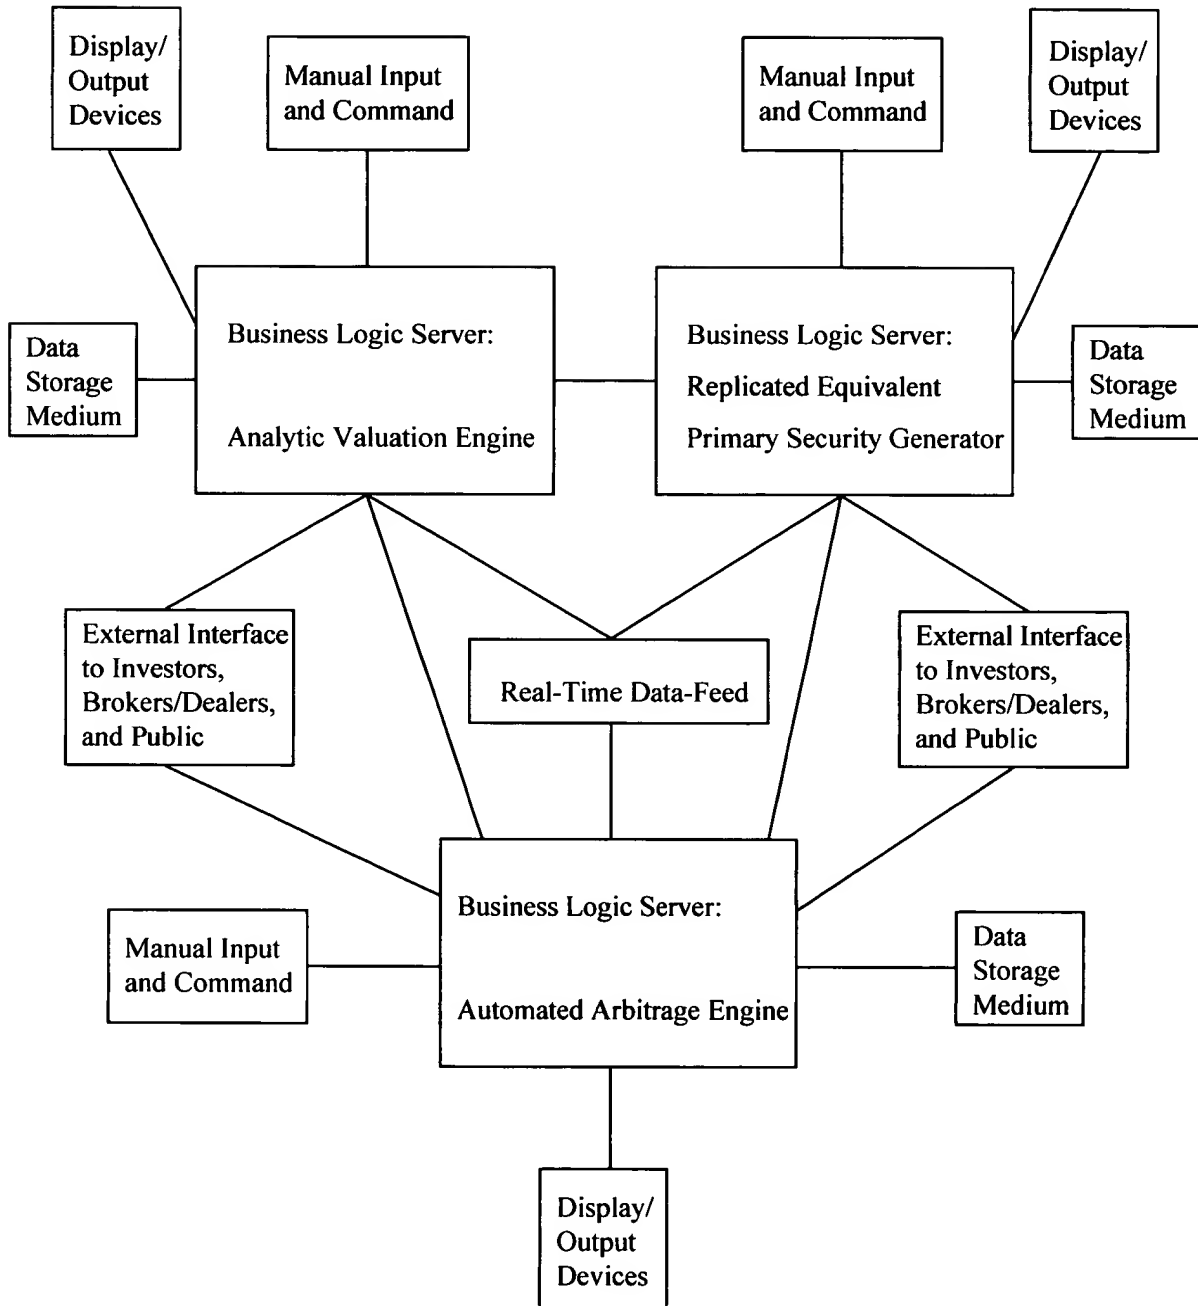 Display/
Output
Devices
Manual Input
and Command
Manual Input
and Command
Display/
Output
Devices
Data
Storage
Medium
Business Logic Server:
Analytic Valuation Engine
Business Logic Server:
Replicated Equivalent
Primary Security Generator
Data
Storage
Medium
External Interface
to Investors,
Brokers/Dealers,
and Public
Real-Time Data-Feed
External Interface
to Investors,
Brokers/Dealers,
and Public
Manual Input
and Command
Business Logic Server:
Automated Arbitrage Engine
Data
Storage
Medium
Display/
Output
Devices